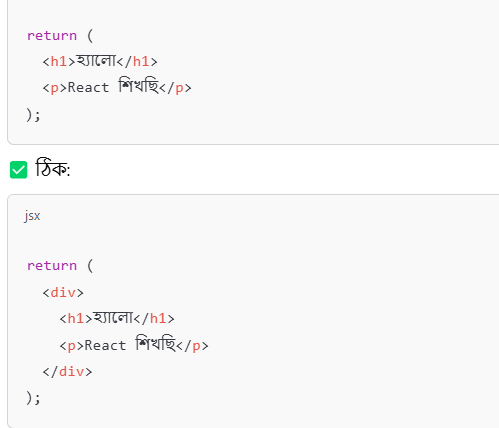 return (
<h1>হ্যালো</h1>
<p>React শিখছি</p>
);
✅ ঠিক:
jsx
return (
<div>
<h1>হ্যালো</h1>
<p>React শিখছি</p>
</div>
);